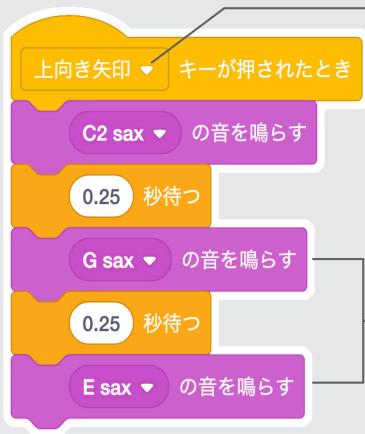 上向き矢印 キーが押されたとき
C2 sax の音を鳴らす
0.25 秒待つ
G sax の音を鳴らす
0.25 秒待つ
E sax の音を鳴らす